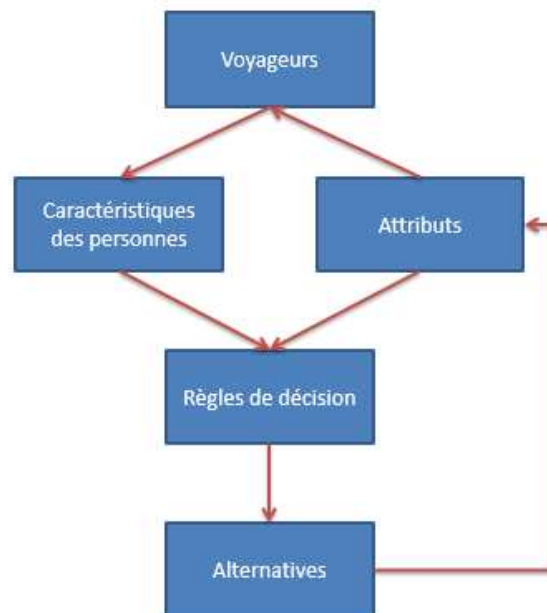 Voyageurs
Caractéristiques
des personnes
Attributs
Règles de décision
Alternatives